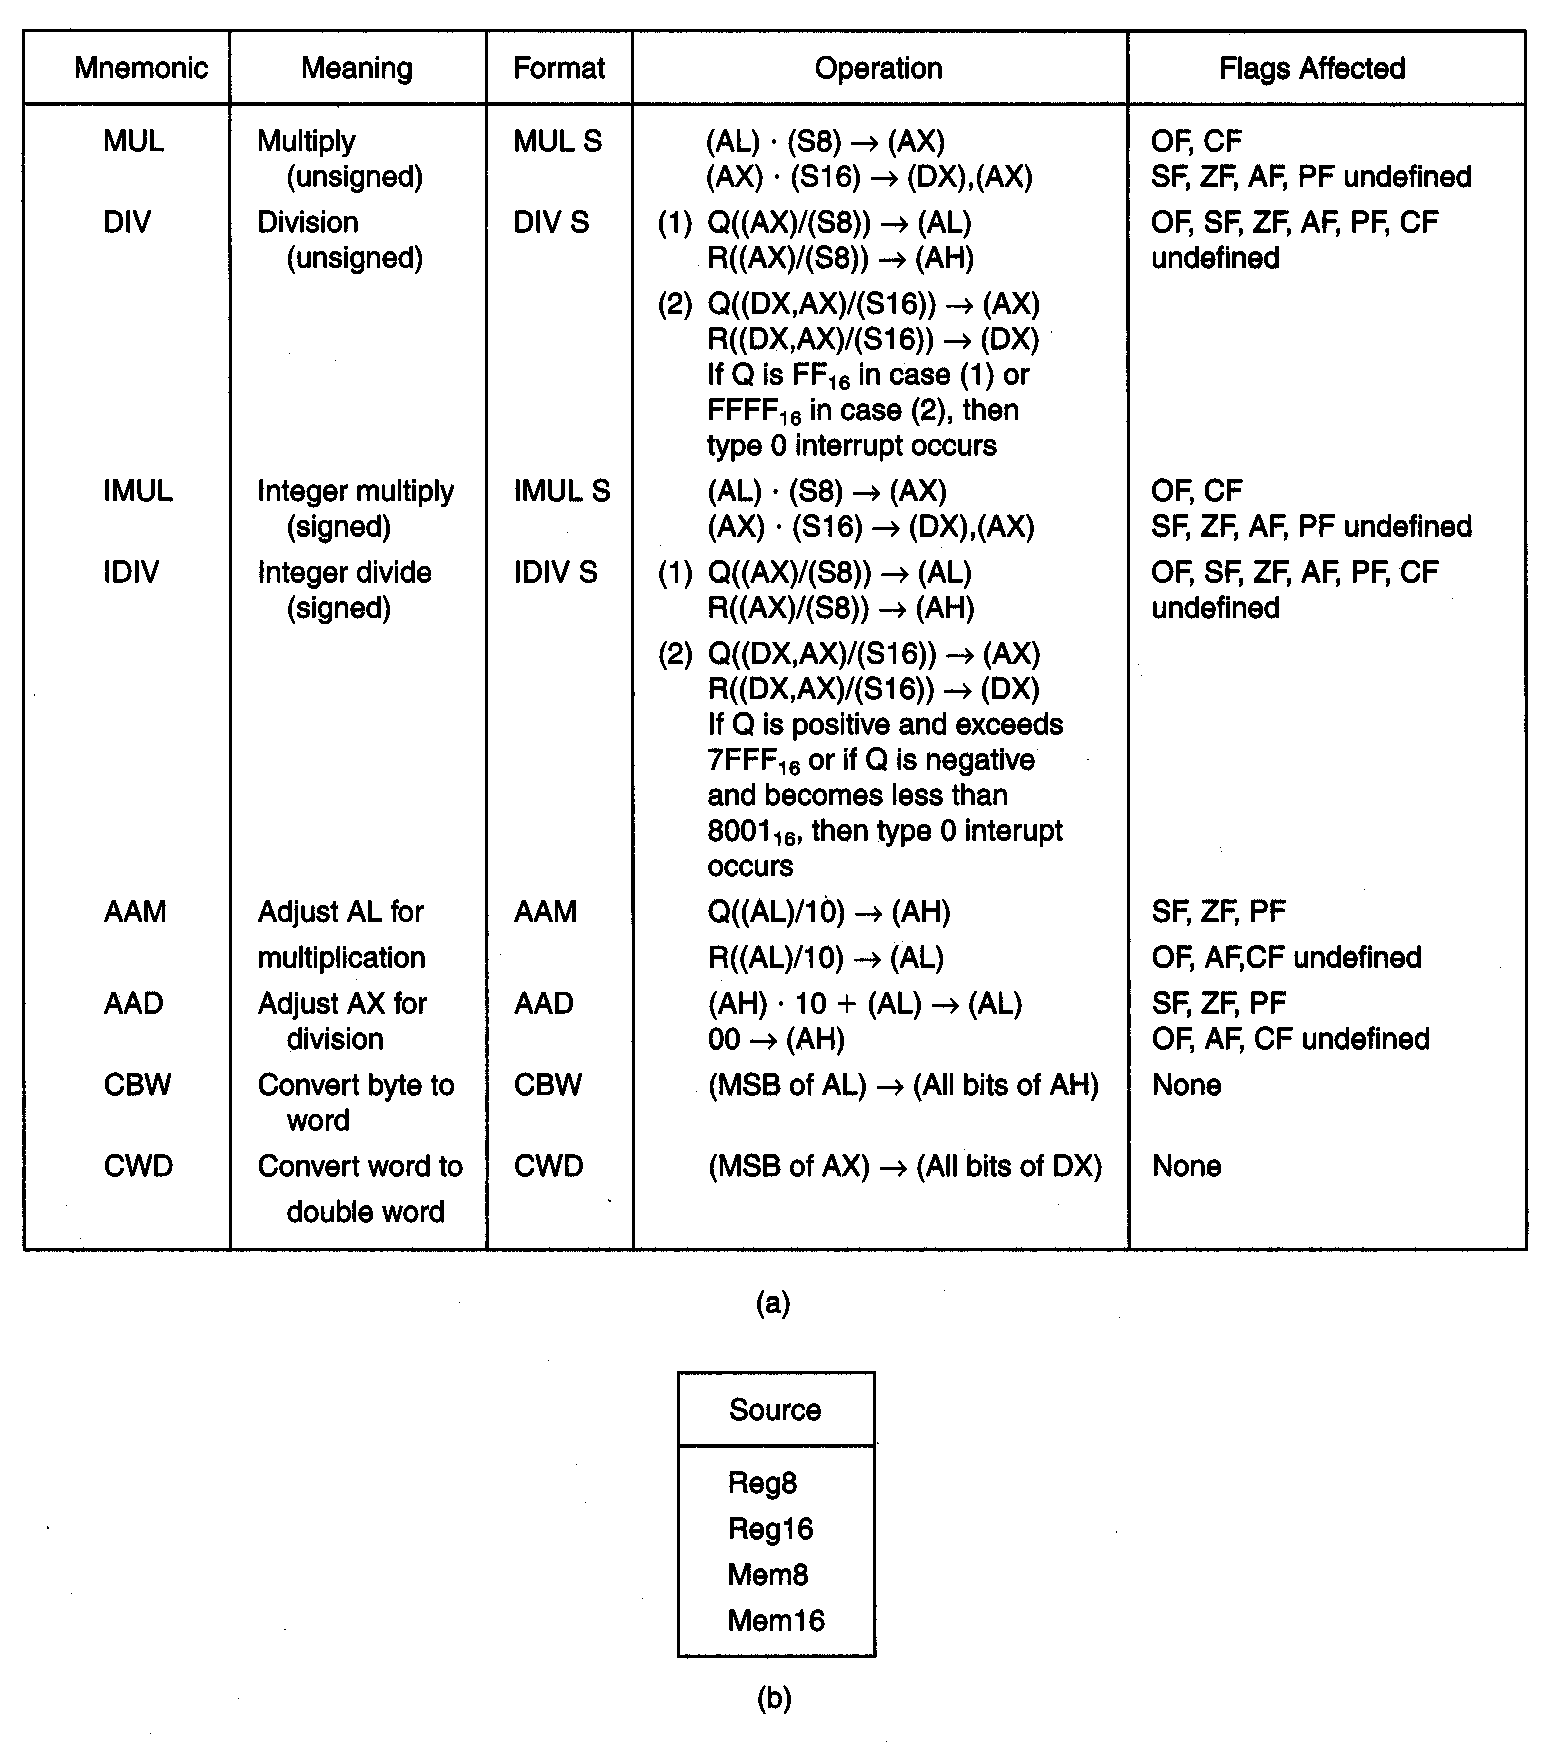 Mnemonic Meaning Format Operation Flags Affected
MUL Multiply MUL S (AL) · (S8) → (AX) OF, CF
(unsigned) (AX) · (S16) → (DX),(AX) SF, ZF, AF, PF undefined
DIV Division DIV S (1) Q((AX)/(S8)) → (AL) OF, SF, ZF, AF, PF, CF
(unsigned) R((AX)/(S8)) → (AH) undefined
(2) Q((DX,AX)/(S16)) → (AX)
R((DX,AX)/(S16)) → (DX)
If Q is FF₁₆ in case (1) or
FFFF₁₆ in case (2), then
type 0 interrupt occurs
IMUL Integer multiply IMUL S (AL) · (S8) → (AX) OF, CF
(signed) (AX) · (S16) → (DX),(AX) SF, ZF, AF, PF undefined
IDIV Integer divide IDIV S (1) Q((AX)/(S8)) → (AL) OF, SF, ZF, AF, PF, CF
(signed) R((AX)/(S8)) → (AH) undefined
(2) Q((DX,AX)/(S16)) → (AX)
R((DX,AX)/(S16)) → (DX)
If Q is positive and exceeds
7FFF₁₆ or if Q is negative
and becomes less than
8001₁₆, then type 0 interupt
occurs
AAM Adjust AL for AAM Q((AL)/10) → (AH) SF, ZF, PF
multiplication R((AL)/10) → (AL) OF, AF,CF undefined
AAD Adjust AX for AAD (AH) · 10 + (AL) → (AL) SF, ZF, PF
division 00 → (AH) OF, AF, CF undefined
CBW Convert byte to CBW (MSB of AL) → (All bits of AH) None
word
CWD Convert word to CWD (MSB of AX) → (All bits of DX) None
double word
(a)
Source
Reg8
Reg16
Mem8
Mem16
(b)